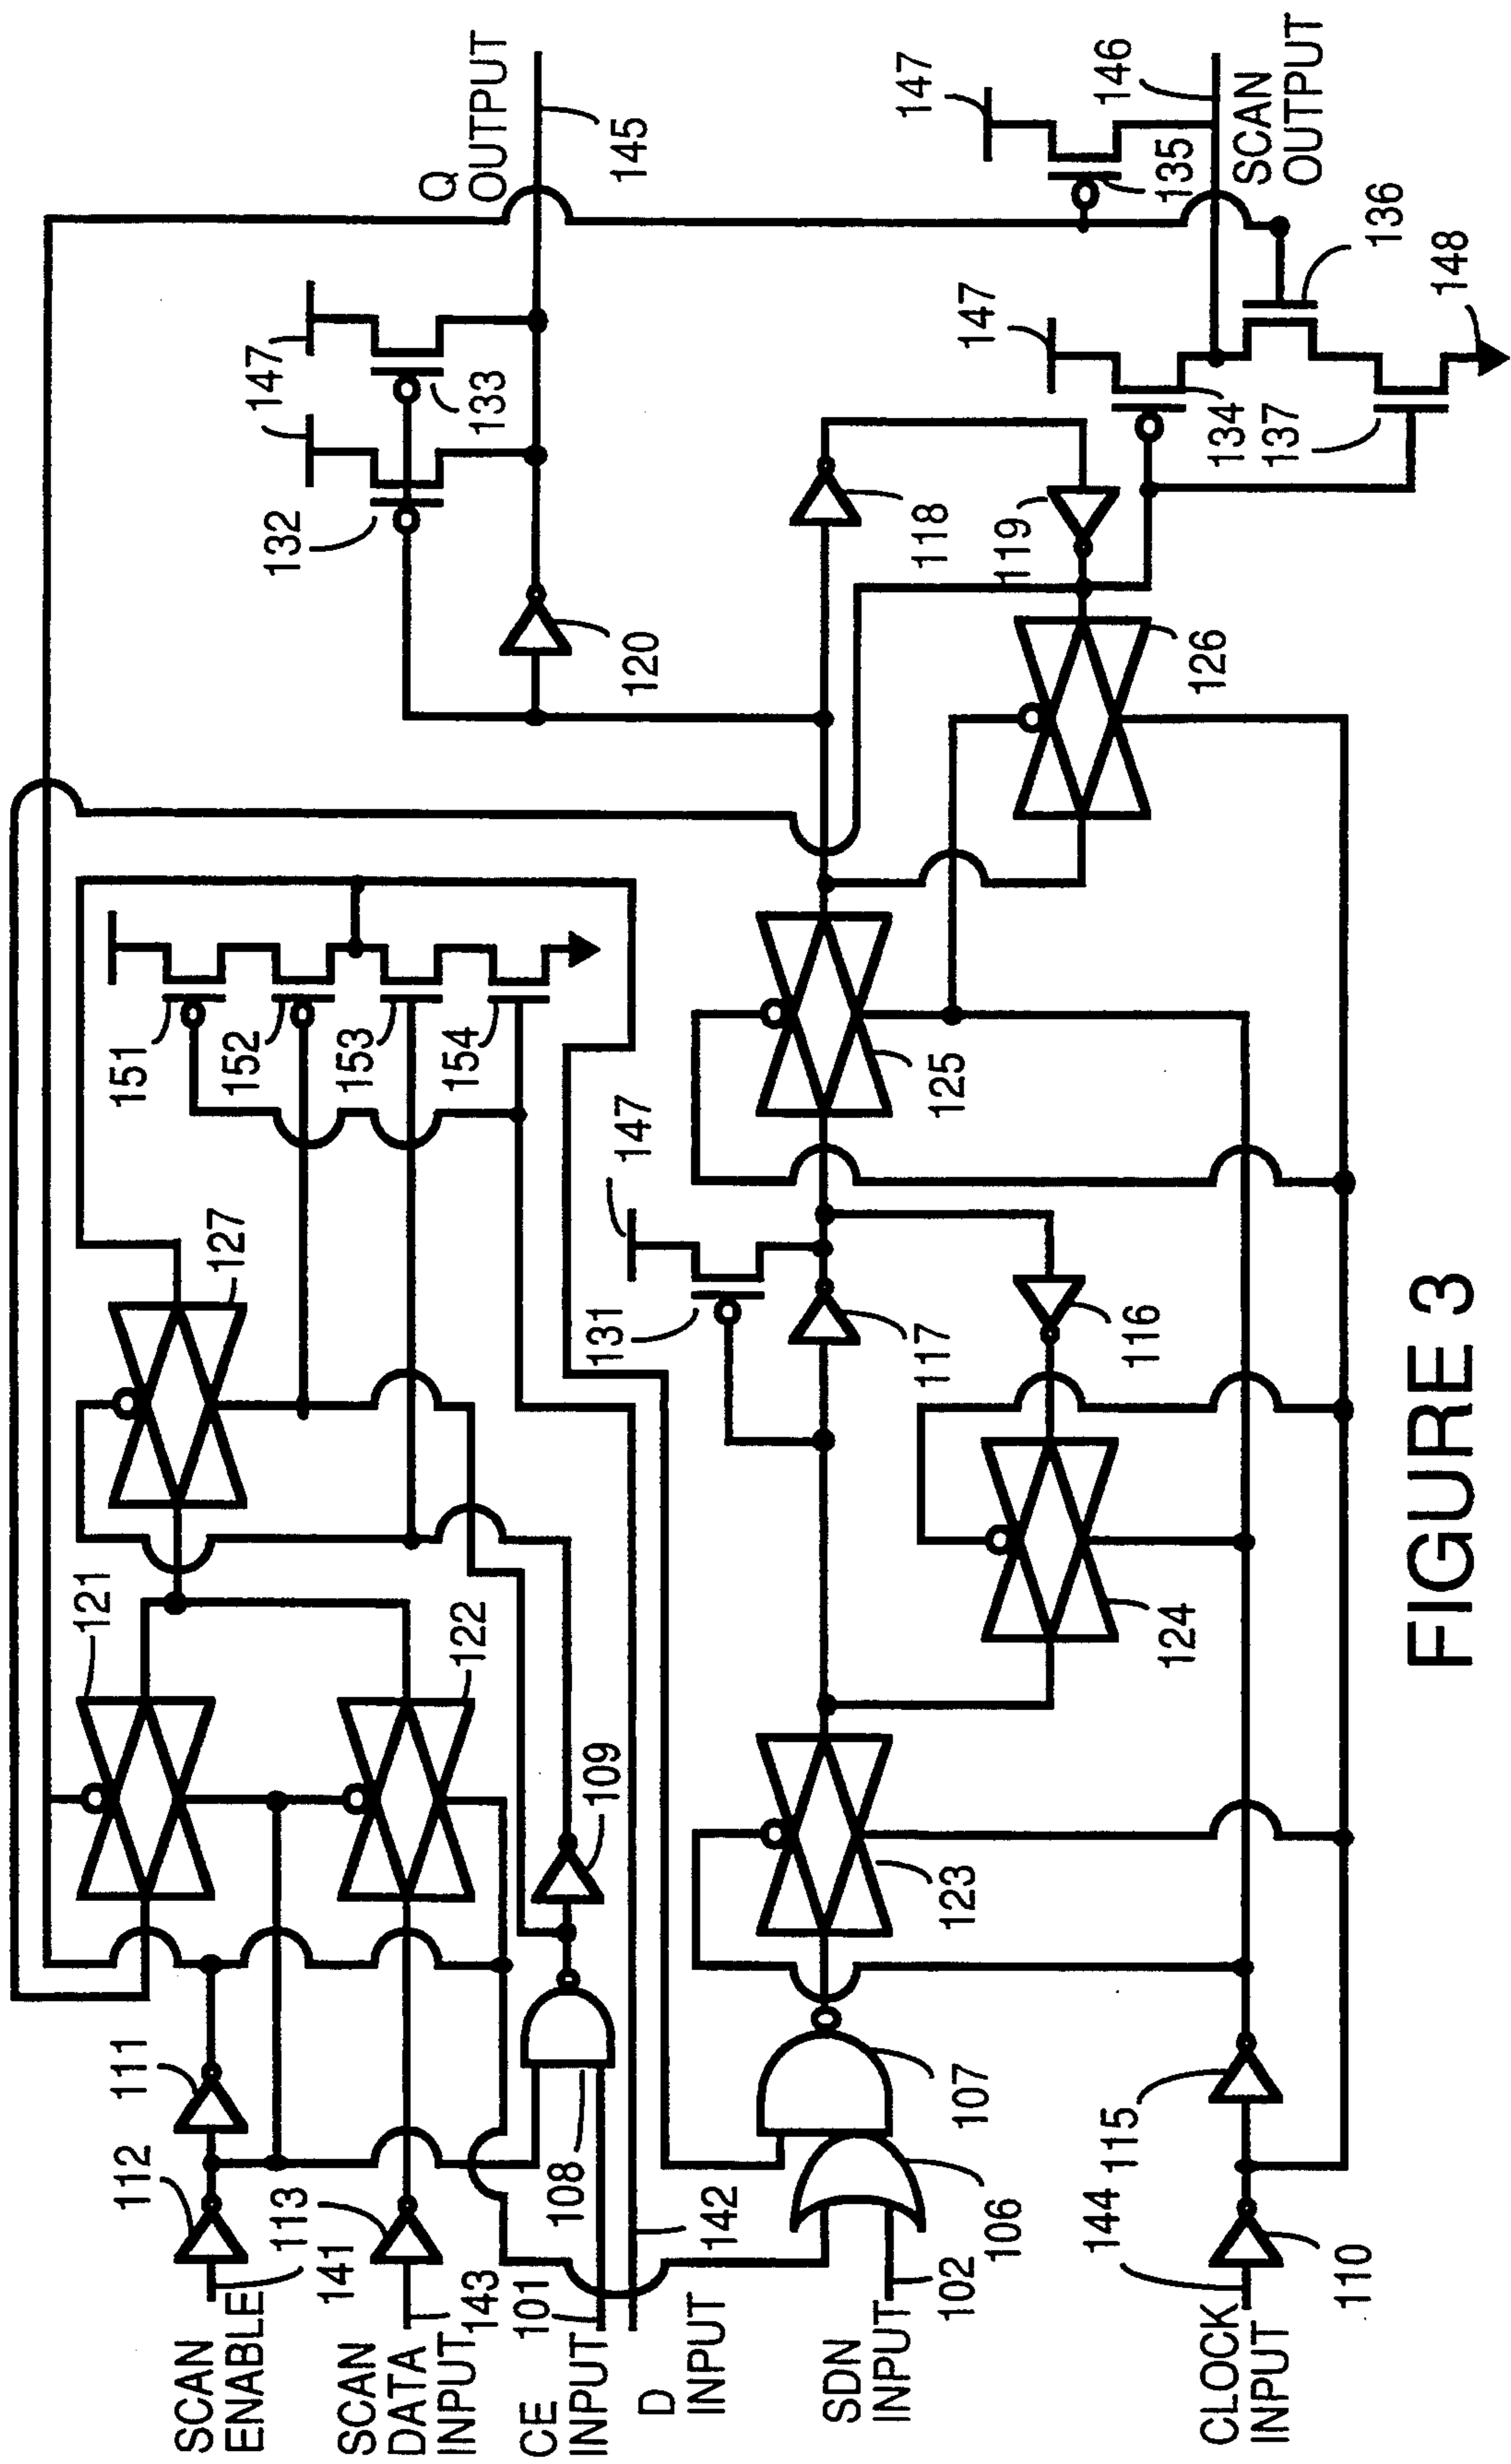 SCAN
ENABLE
141
112
111
SCAN
DATA
INPUT
143
113
CE
INPUT
101
108
109
D
INPUT
142
SDN
INPUT
102
106
107
CLOCK
INPUT
144
110
115
121
122
127
151
152
153
154
123
124
116
117
131
147
125
126
118
119
120
132
133
147
Q
OUTPUT
145
134
137
147
136
148
135
147
146
SCAN
OUTPUT
FIGURE 3